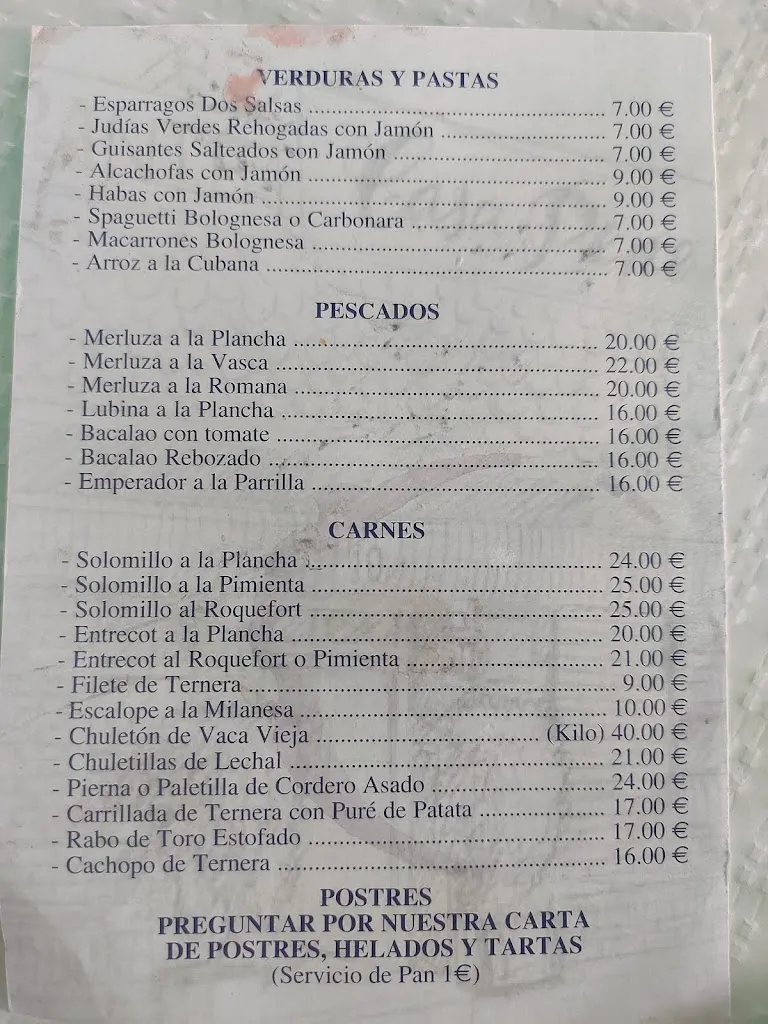 VERDURAS Y PASTAS
- Esparragos Dos Salsas ........ 7.00 €
- Judías Verdes Rehogadas con Jamón ........ 7.00 €
- Guisantes Salteados con Jamón ........ 7.00 €
- Alcachofas con Jamón ........ 9.00 €
- Habas con Jamón ........ 9.00 €
- Spaguetti Bolognesa o Carbonara ........ 7.00 €
- Macarrones Bolognesa ........ 7.00 €
- Arroz a la Cubana ........ 7.00 €
PESCADOS
- Merluza a la Plancha ........ 20.00 €
- Merluza a la Vasca ........ 22.00 €
- Merluza a la Romana ........ 20.00 €
- Lubina a la Plancha ........ 16.00 €
- Bacalao con tomate ........ 16.00 €
- Bacalao Rebozado ........ 16.00 €
- Emperador a la Parrilla ........ 16.00 €
CARNES
- Solomillo a la Plancha ........ 24.00 €
- Solomillo a la Pimienta ........ 25.00 €
- Solomillo al Roquefort ........ 25.00 €
- Entrecot a la Plancha ........ 20.00 €
- Entrecot al Roquefort o Pimienta ........ 21.00 €
- Filete de Ternera ........ 9.00 €
- Escalope a la Milanesa ........ 10.00 €
- Chuletón de Vaca Vieja ........ (Kilo) 40.00 €
- Chuletillas de Lechal ........ 21.00 €
- Pierna o Paletilla de Cordero Asado ........ 24.00 €
- Carrillada de Ternera con Puré de Patata ........ 17.00 €
- Rabo de Toro Estofado ........ 17.00 €
- Cachopo de Ternera ........ 16.00 €
POSTRES
PREGUNTAR POR NUESTRA CARTA
DE POSTRES, HELADOS Y TARTAS
(Servicio de Pan 1€)